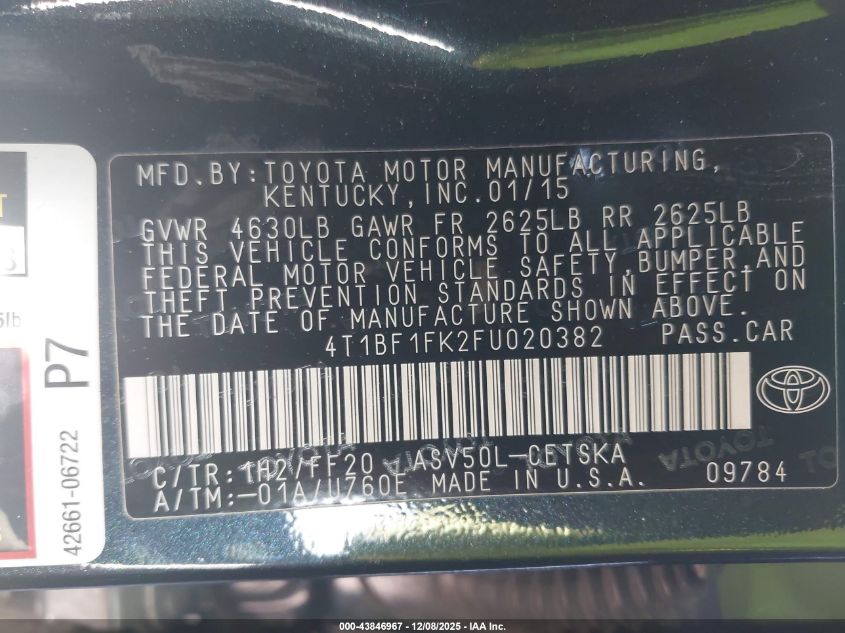 MFD.BY:TOYOTA MOTOR MANUFACTURING,
KENTUCKY,INC.01/15
GVWR 4630LB GAWR FR 2625LB RR 2625LB
THIS VEHICLE CONFORMS TO ALL APPLICABLE
FEDERAL MOTOR VEHICLE SAFETY,BUMPER,AND
THEFT PREVENTION STANDARDS IN EFFECT ON
THE DATE OF MANUFACTURE SHOWN ABOVE.
4T1BF1FK2FU020382 PASS.CAR
C/TR:1H2/FF20 ASV50L-CETSKA
A/TM:-01A/U760E MADE IN U.S.A. 09784
TOYOTA
P7
42661-06722
000-43846967 - 12/08/2025 - IAA Inc.